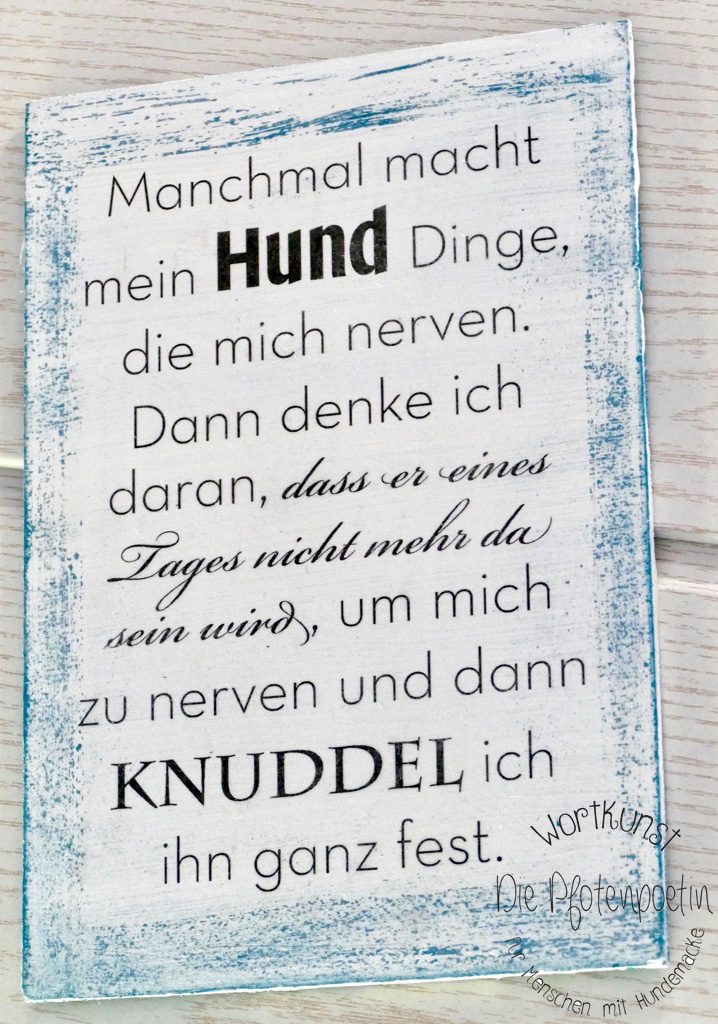 Manchmal macht
mein Hund Dinge,
die mich nerven.
Dann denke ich
daran, dass er eines
Tages nicht mehr da
sein wird, um mich
zu nerven und dann
KNUDDEL ich
ihn ganz fest.
Wortkunst
Die Pfotenpoetin
für Menschen mit Hundemacke